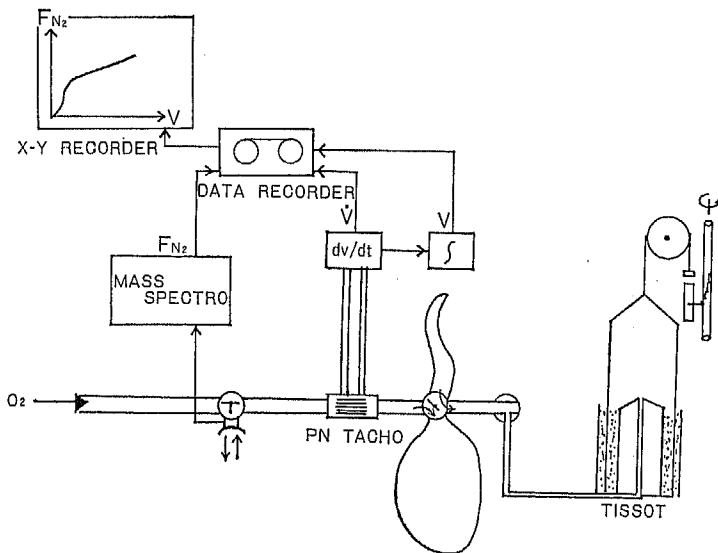 FN₂
V
X-Y RECORDER
DATA RECORDER
V̇
V
FN₂
dv/dt
∫
MASS
SPECTRO
O₂
PN TACHO
TISSOT